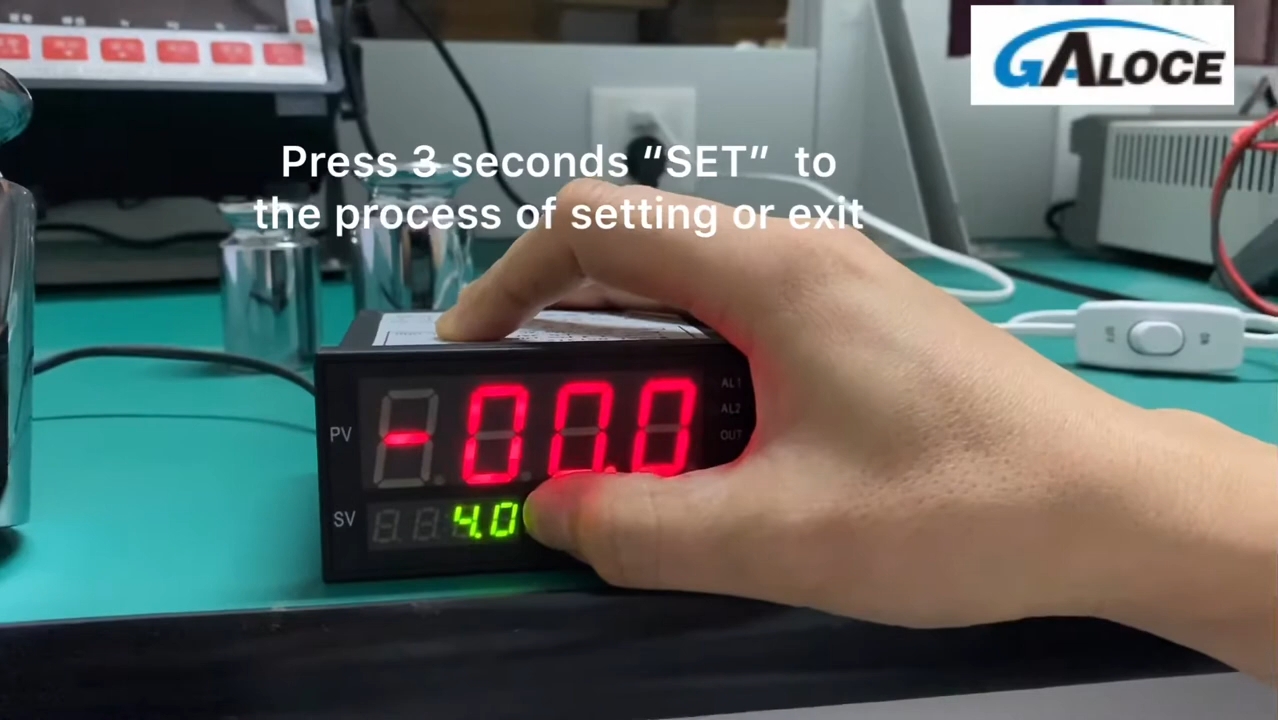 GALOCE
Press 3 seconds “SET” to
the process of setting or exit
PV
-00.0
AL1
AL2
OUT
SV
4.0